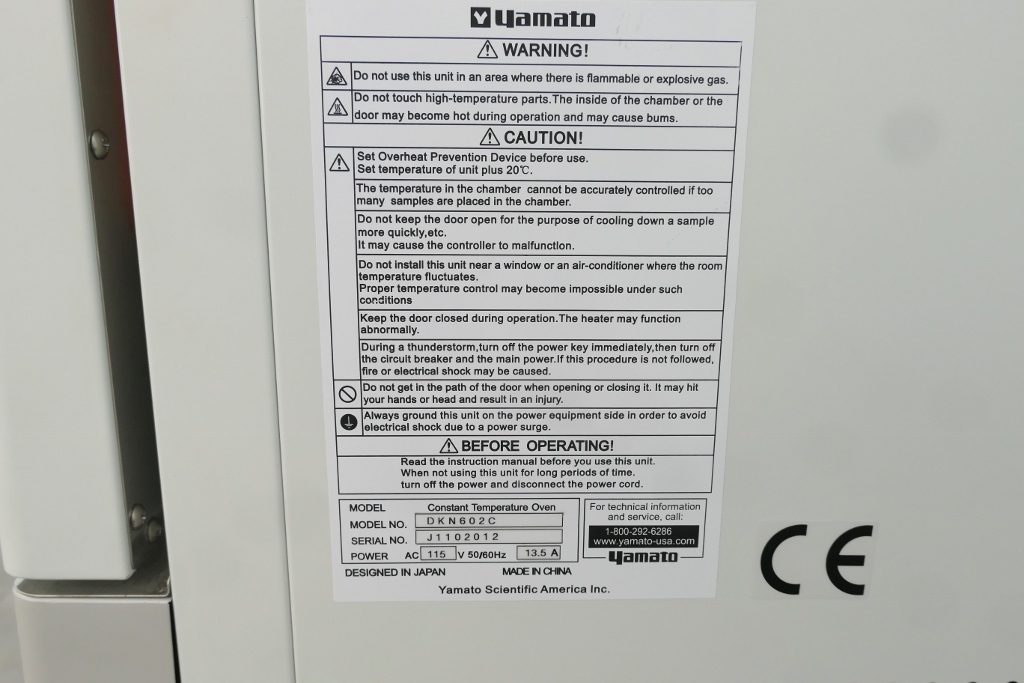 yamato
WARNING!
Do not use this unit in an area where there is flammable or explosive gas.
Do not touch high-temperature parts.The inside of the chamber or the
door may become hot during operation and may cause bums.
CAUTION!
Set Overheat Prevention Device before use.
Set temperature of unit plus 20℃.
The temperature in the chamber cannot be accurately controlled if too
many samples are placed in the chamber.
Do not keep the door open for the purpose of cooling down a sample
more quickly,etc.
It may cause the controller to malfunction.
Do not install this unit near a window or an air-conditioner where the room
temperature fluctuates.
Proper temperature control may become impossible under such
conditions
Keep the door closed during operation.The heater may function
abnormally.
During a thunderstorm,turn off the power key immediately,then turn off
the circuit breaker and the main power.If this procedure is not followed,
fire or electrical shock may be caused.
Do not get in the path of the door when opening or closing it. It may hit
your hands or head and result in an injury.
Always ground this unit on the power equipment side in order to avoid
electrical shock due to a power surge.
BEFORE OPERATING!
Read the instruction manual before you use this unit.
When not using this unit for long periods of time.
turn off the power and disconnect the power cord.
MODEL Constant Temperature Oven
MODEL NO. DKN602C
SERIAL NO. J1102012
POWER AC 115 V 50/60Hz 13.5 A
For technical information
and service, call:
1-800-292-6286
www.yamato-usa.com
yamato
DESIGNED IN JAPAN MADE IN CHINA
Yamato Scientific America Inc.
CE